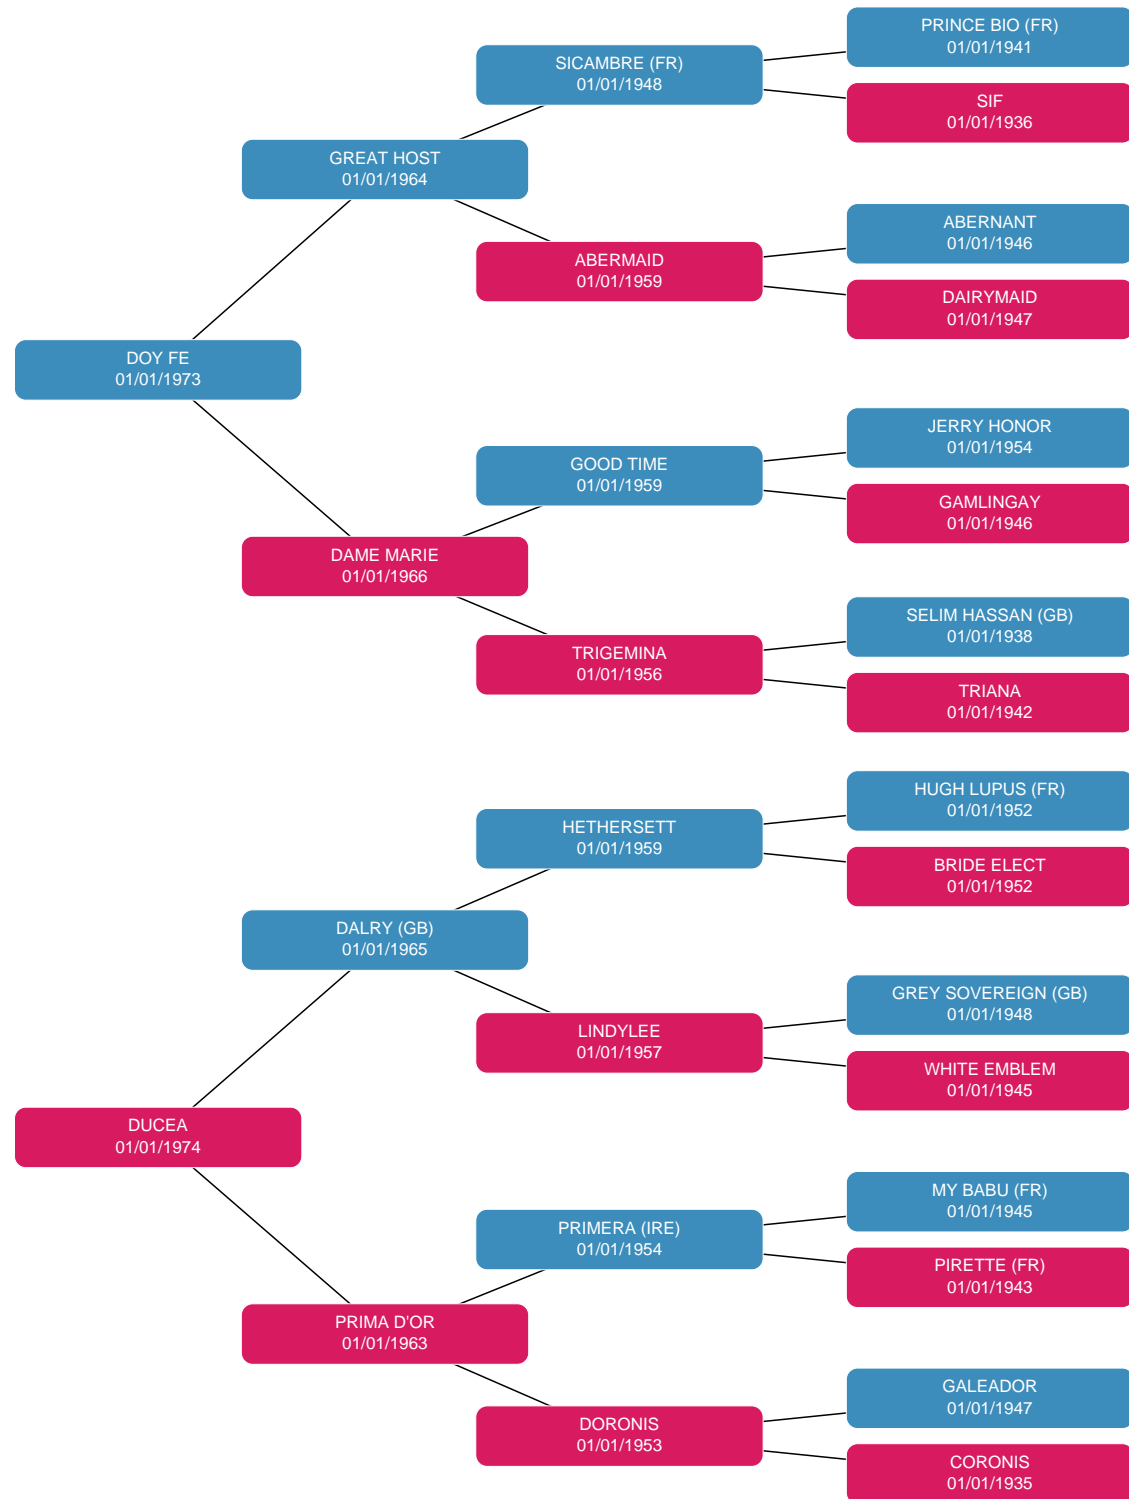 PRINCE BIO (FR)
01/01/1941
SICAMBRE (FR)
01/01/1948
SIF
01/01/1936
GREAT HOST
01/01/1964
ABERNANT
01/01/1946
ABERMAID
01/01/1959
DAIRYMAID
01/01/1947
DOY FE
01/01/1973
JERRY HONOR
01/01/1954
GOOD TIME
01/01/1959
GAMLINGAY
01/01/1946
DAME MARIE
01/01/1966
SELIM HASSAN (GB)
01/01/1938
TRIGEMINA
01/01/1956
TRIANA
01/01/1942
HUGH LUPUS (FR)
01/01/1952
HETHERSETT
01/01/1959
BRIDE ELECT
01/01/1952
DALRY (GB)
01/01/1965
GREY SOVEREIGN (GB)
01/01/1948
LINDYLEE
01/01/1957
WHITE EMBLEM
01/01/1945
DUCEA
01/01/1974
MY BABU (FR)
01/01/1945
PRIMERA (IRE)
01/01/1954
PIRETTE (FR)
01/01/1943
PRIMA D'OR
01/01/1963
GALEADOR
01/01/1947
DORONIS
01/01/1953
CORONIS
01/01/1935